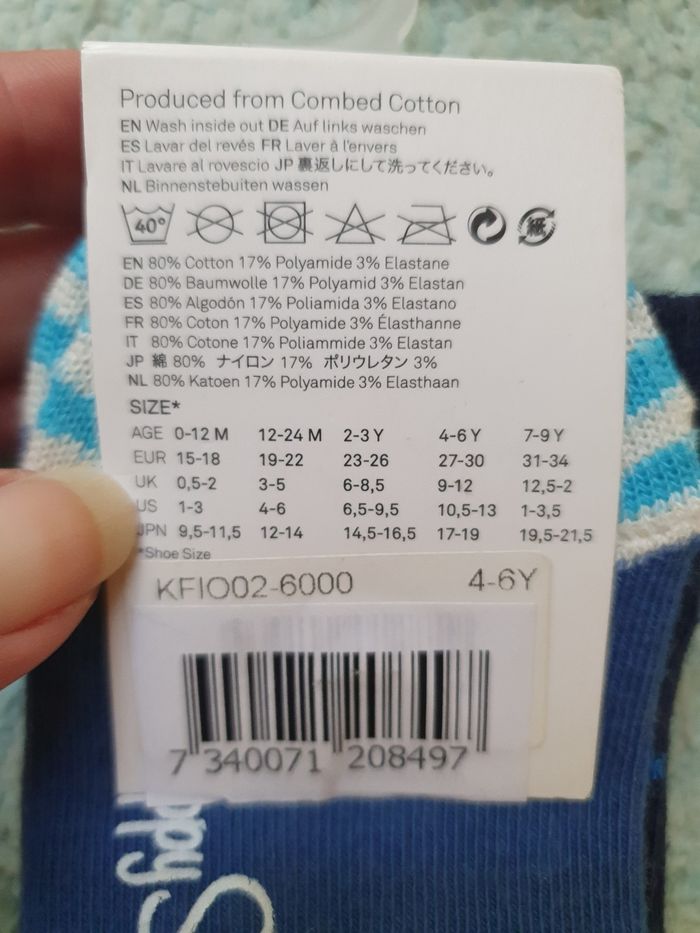 Produced from Combed Cotton
EN Wash inside out DE Auf links waschen
ES Lavar del revés FR Laver à l'envers
IT Lavare al rovescio JP 裏返しにして洗ってください。
NL Binnenstebuiten wassen
40° 紙
EN 80% Cotton 17% Polyamide 3% Elastane
DE 80% Baumwolle 17% Polyamid 3% Elastan
ES 80% Algodón 17% Poliamida 3% Elastano
FR 80% Coton 17% Polyamide 3% Élasthanne
IT 80% Cotone 17% Poliammide 3% Elastan
JP 綿 80% ナイロン 17% ポリウレタン 3%
NL 80% Katoen 17% Polyamide 3% Elasthaan
SIZE*
AGE 0-12 M 12-24 M 2-3 Y 4-6 Y 7-9 Y
EUR 15-18 19-22 23-26 27-30 31-34
UK 0,5-2 3-5 6-8,5 9-12 12,5-2
US 1-3 4-6 6,5-9,5 10,5-13 1-3,5
JPN 9,5-11,5 12-14 14,5-16,5 17-19 19,5-21,5
*Shoe Size
KFIO02-6000 4-6Y
7 340071 208497
ppy S